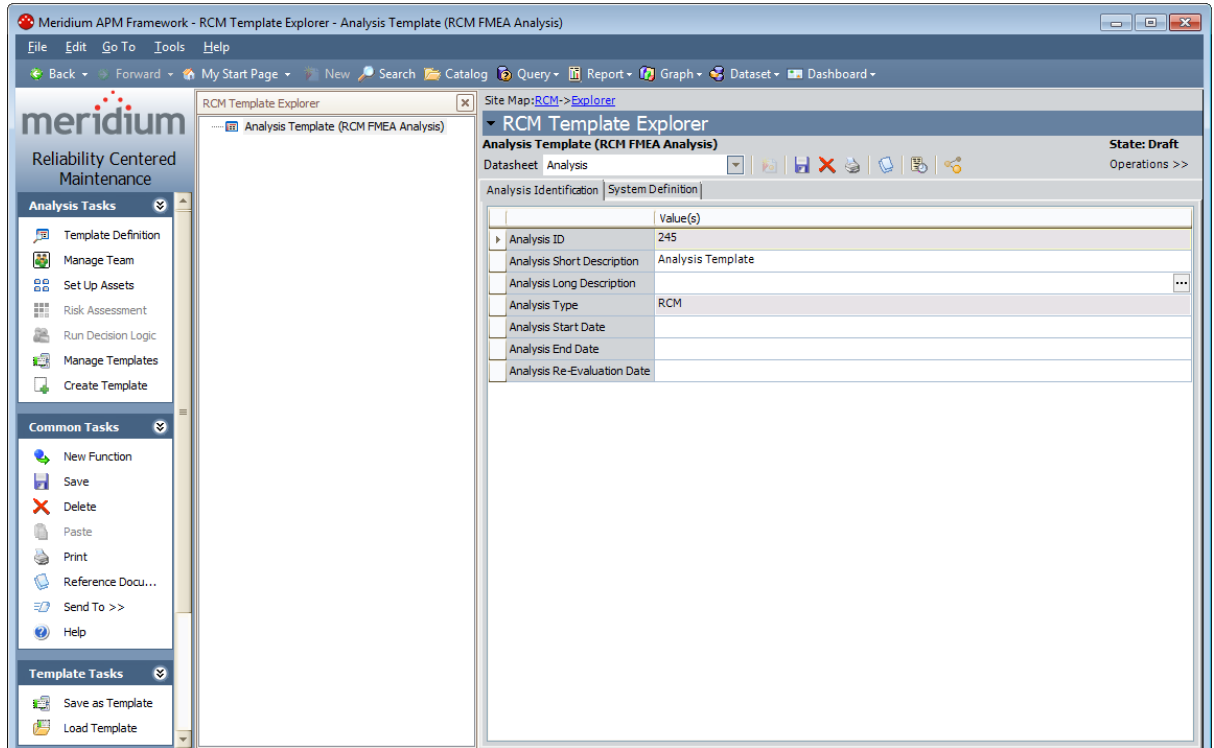 Meridium APM Framework - RCM Template Explorer - Analysis Template (RCM FMEA Analysis)
File Edit Go To Tools Help
Back Forward My Start Page New Search Catalog Query Report Graph Dataset Dashboard
meridium
Reliability Centered
Maintenance
Analysis Tasks
Template Definition
Manage Team
Set Up Assets
Risk Assessment
Run Decision Logic
Manage Templates
Create Template
Common Tasks
New Function
Save
Delete
Paste
Print
Reference Docu...
Send To >>
Help
Template Tasks
Save as Template
Load Template
RCM Template Explorer
Analysis Template (RCM FMEA Analysis)
Site Map:RCM->Explorer
RCM Template Explorer
Analysis Template (RCM FMEA Analysis) State: Draft
Datasheet Analysis Operations >>
Analysis Identification System Definition
Value(s)
Analysis ID 245
Analysis Short Description Analysis Template
Analysis Long Description ...
Analysis Type RCM
Analysis Start Date
Analysis End Date
Analysis Re-Evaluation Date